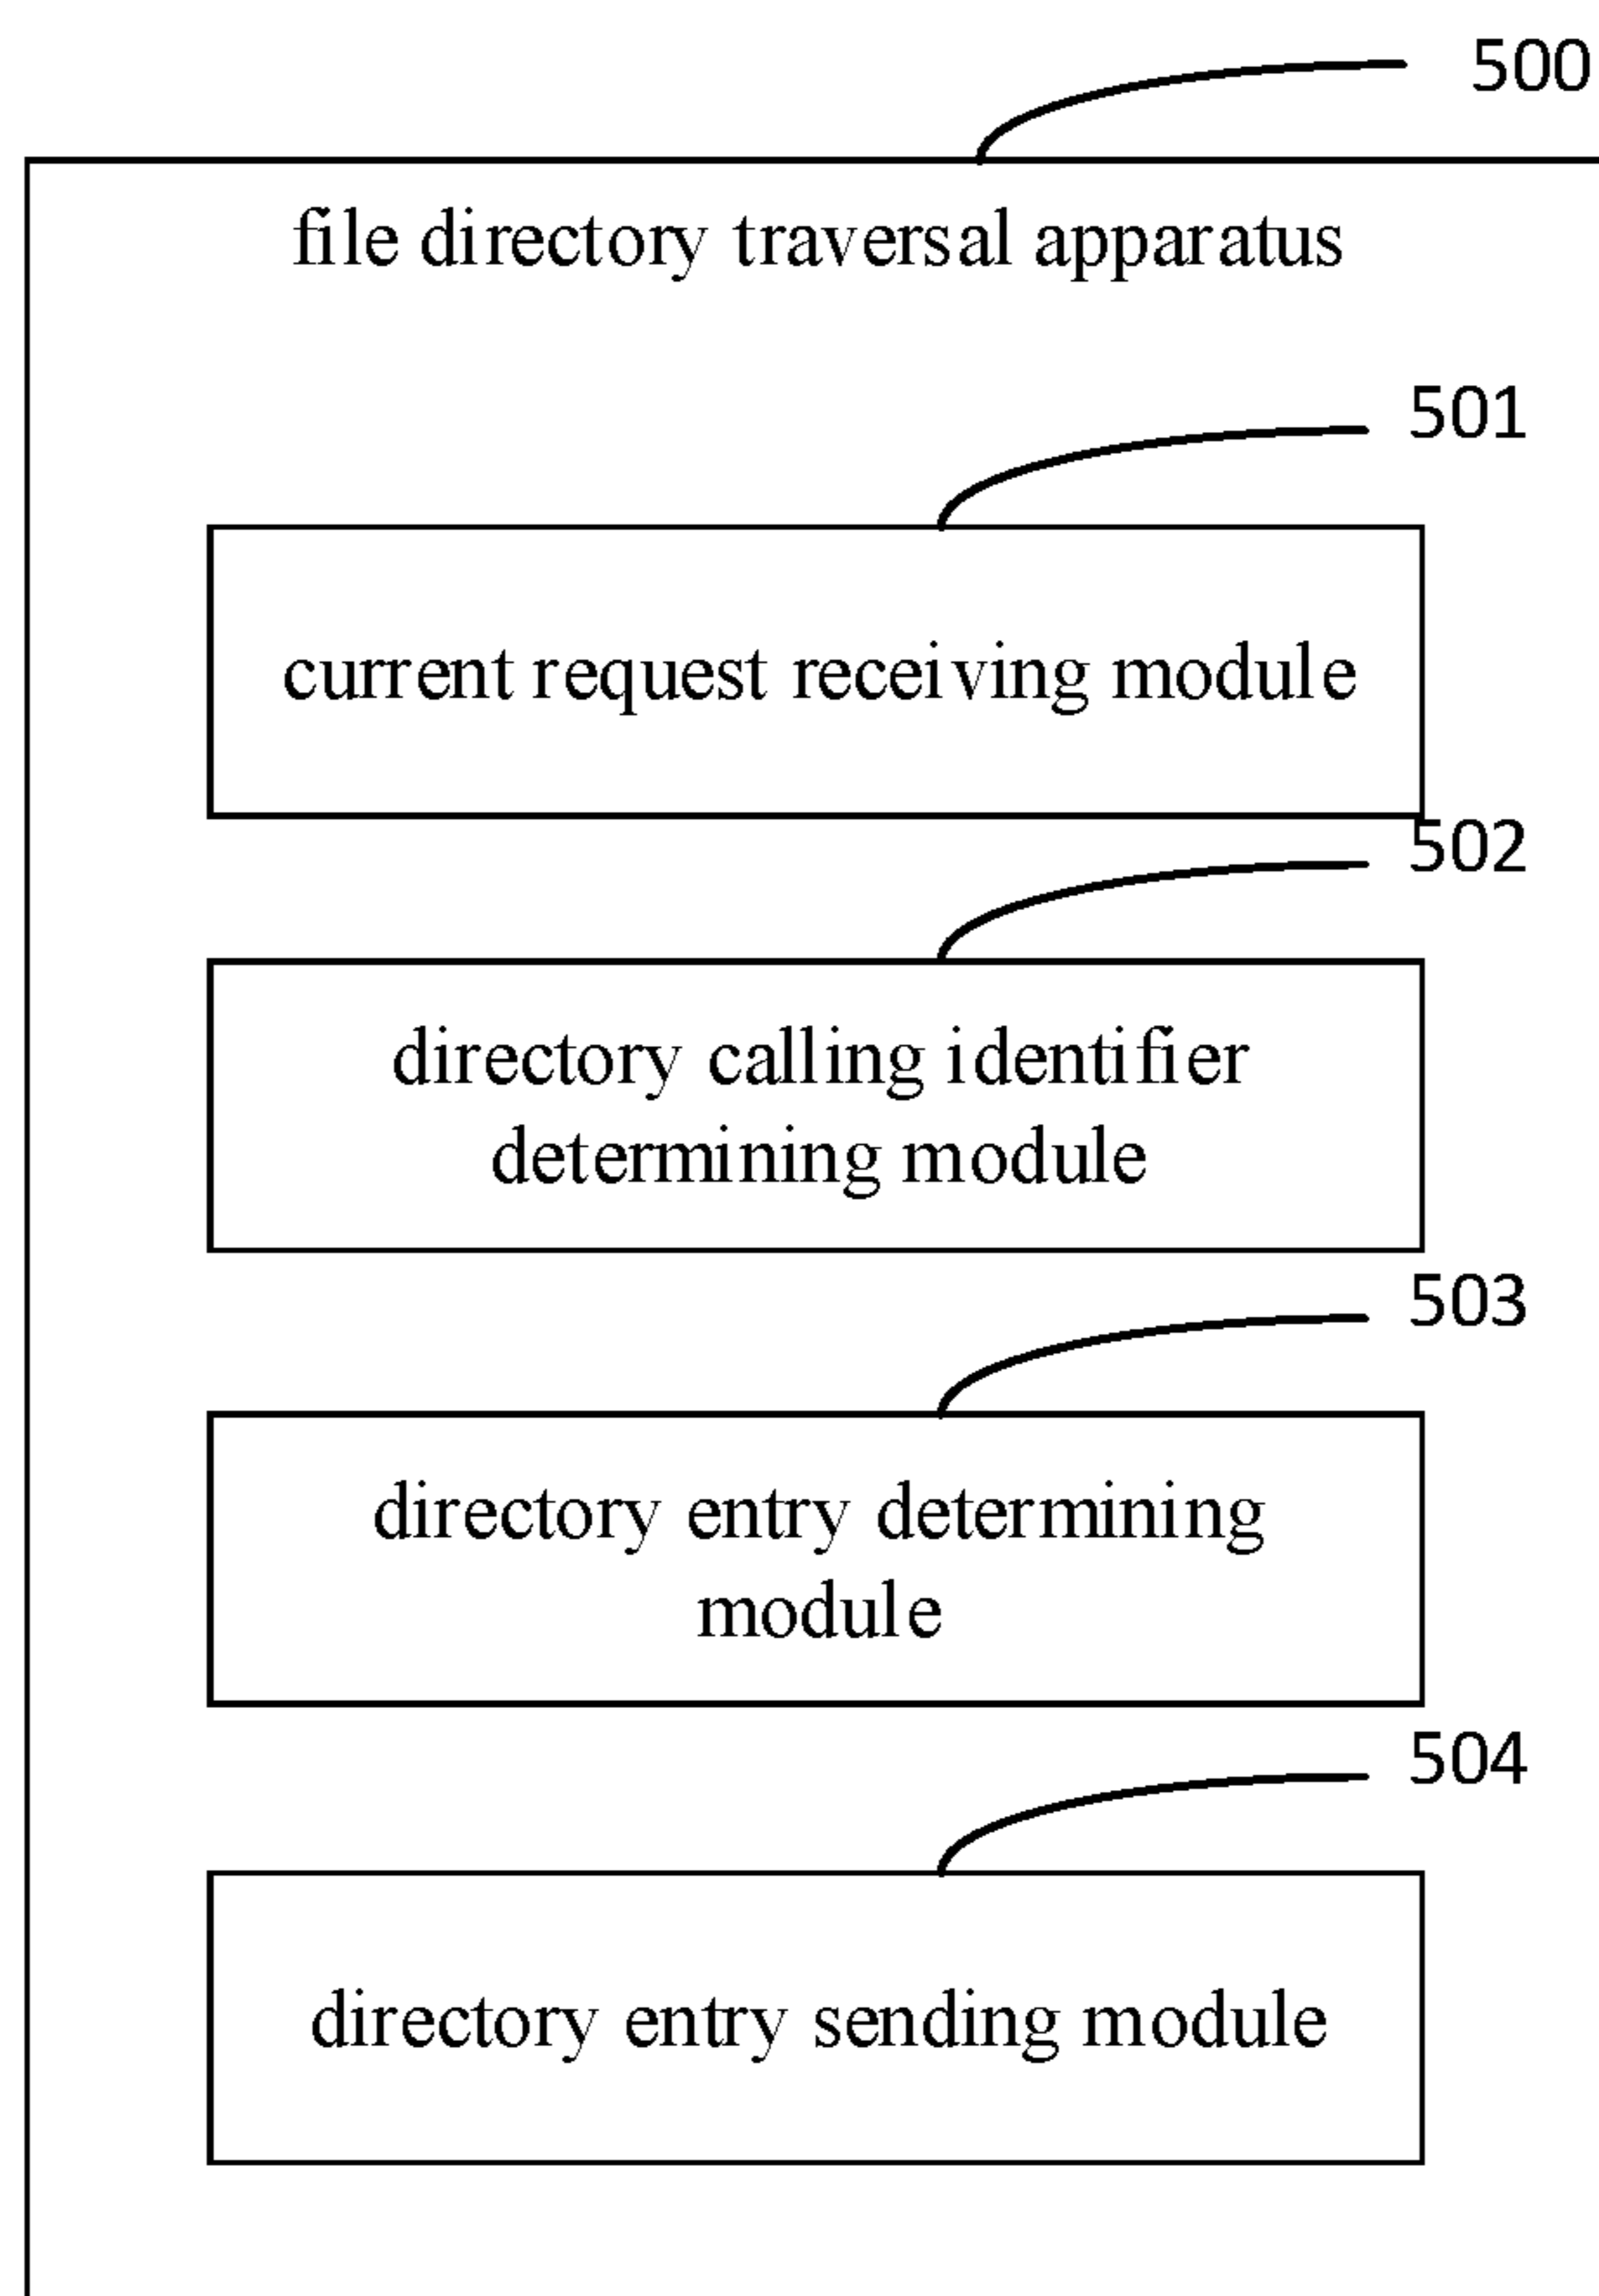 500
file directory traversal apparatus
501
current request receiving module
502
directory calling identifier
determining module
503
directory entry determining
module
504
directory entry sending module